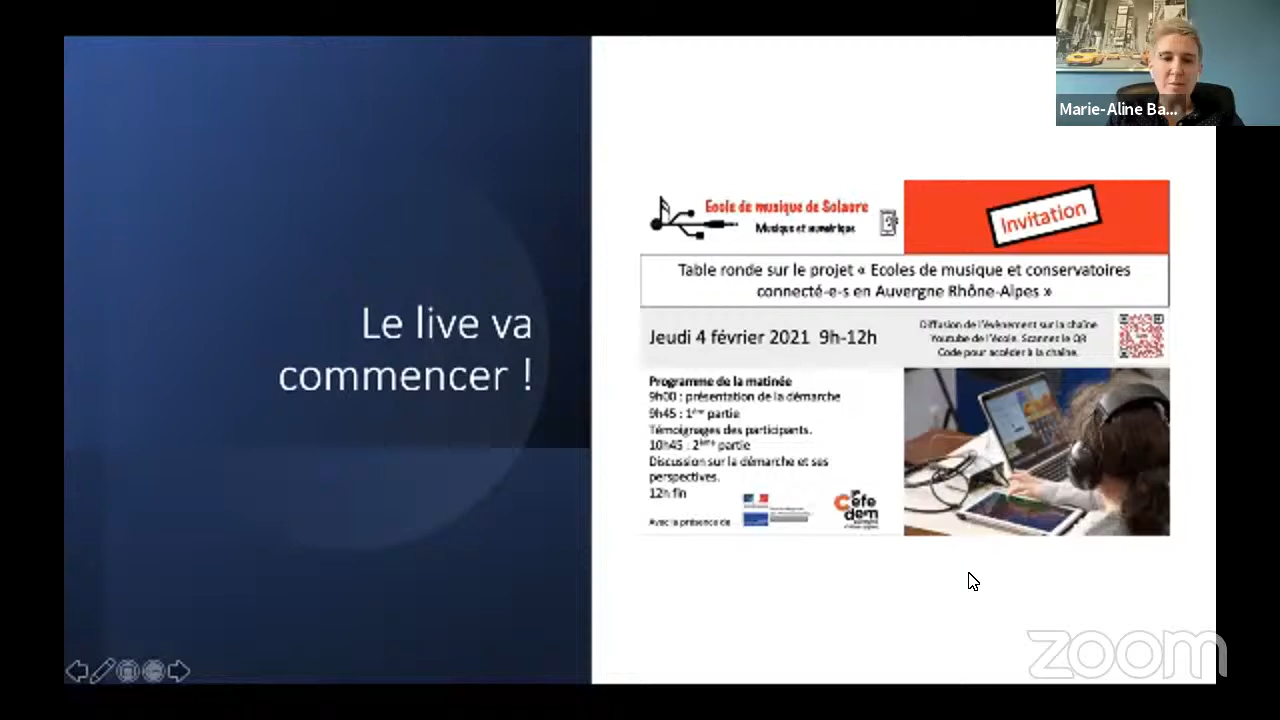 Marie-Aline Ba...
Le live va
commencer !
Ecole de musique de Solaure
Musique et numérique
Invitation
Table ronde sur le projet « Ecoles de musique et conservatoires
connecté-e-s en Auvergne Rhône-Alpes »
Jeudi 4 février 2021 9h-12h
Diffusion de l'évènement sur la chaîne
Youtube de l'école. Scannez le QR
Code pour accéder à la chaîne.
Programme de la matinée
9h00 : présentation de la démarche
9h45 : 1ère partie
Témoignages des participants.
10h45 : 2ème partie
Discussion sur la démarche et ses
perspectives.
12h fin
Avec la présence de
Cefedem
zoom